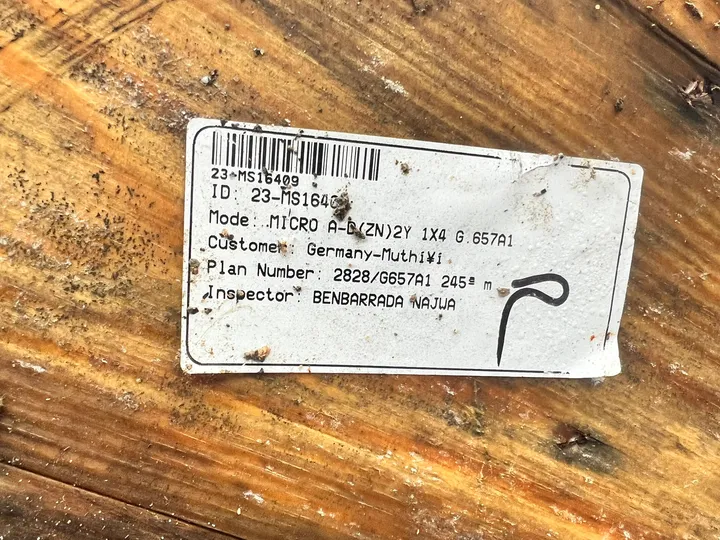 23-MS16409
ID: 23-MS1640
Mode: MICRO A-D(ZN)2Y 1X4 G.657A1
Customer: Germany-Muthi¥i
Plan Number: 2828/G657A1 245ª m
Inspector: BENBARRADA NAJWA